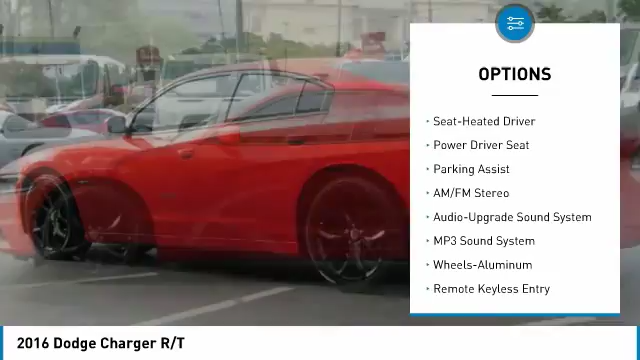 OPTIONS
Seat-Heated Driver
Power Driver Seat
Parking Assist
AM/FM Stereo
Audio-Upgrade Sound System
MP3 Sound System
Wheels-Aluminum
Remote Keyless Entry
2016 Dodge Charger R/T